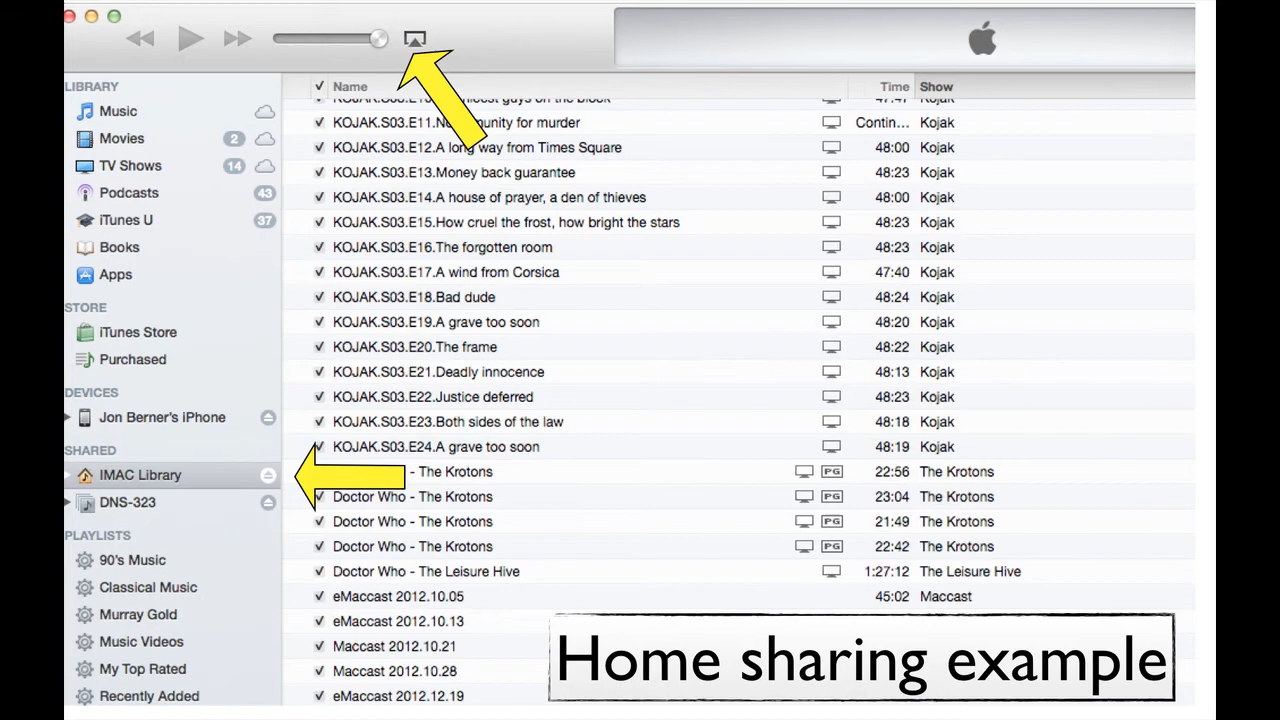 LIBRARY
Music
Movies 2
TV Shows 14
Podcasts 43
iTunes U 37
Books
Apps
STORE
iTunes Store
Purchased
DEVICES
Jon Berner's iPhone
SHARED
IMAC Library
DNS-323
PLAYLISTS
90's Music
Classical Music
Murray Gold
Music Videos
My Top Rated
Recently Added
Name Time Show
guys on the block 47:47 Kojak
KOJAK.S03.E11. for murder Contin... Kojak
KOJAK.S03.E12.A long way from Times Square 48:00 Kojak
KOJAK.S03.E13.Money back guarantee 48:23 Kojak
KOJAK.S03.E14.A house of prayer, a den of thieves 48:00 Kojak
KOJAK.S03.E15.How cruel the frost, how bright the stars 48:23 Kojak
KOJAK.S03.E16.The forgotten room 48:23 Kojak
KOJAK.S03.E17.A wind from Corsica 47:40 Kojak
KOJAK.S03.E18.Bad dude 48:24 Kojak
KOJAK.S03.E19.A grave too soon 48:20 Kojak
KOJAK.S03.E20.The frame 48:22 Kojak
KOJAK.S03.E21.Deadly innocence 48:13 Kojak
KOJAK.S03.E22.Justice deferred 48:23 Kojak
KOJAK.S03.E23.Both sides of the law 48:18 Kojak
KOJAK.S03.E24.A grave too soon 48:19 Kojak
- The Krotons PG 22:56 The Krotons
Doctor Who - The Krotons PG 23:04 The Krotons
Doctor Who - The Krotons PG 21:49 The Krotons
Doctor Who - The Krotons PG 22:42 The Krotons
Doctor Who - The Leisure Hive 1:27:12 The Leisure Hive
eMaccast 2012.10.05 45:02 Maccast
eMaccast 2012.10.13
Maccast 2012.10.21
Maccast 2012.10.28
eMaccast 2012.12.19
Home sharing example